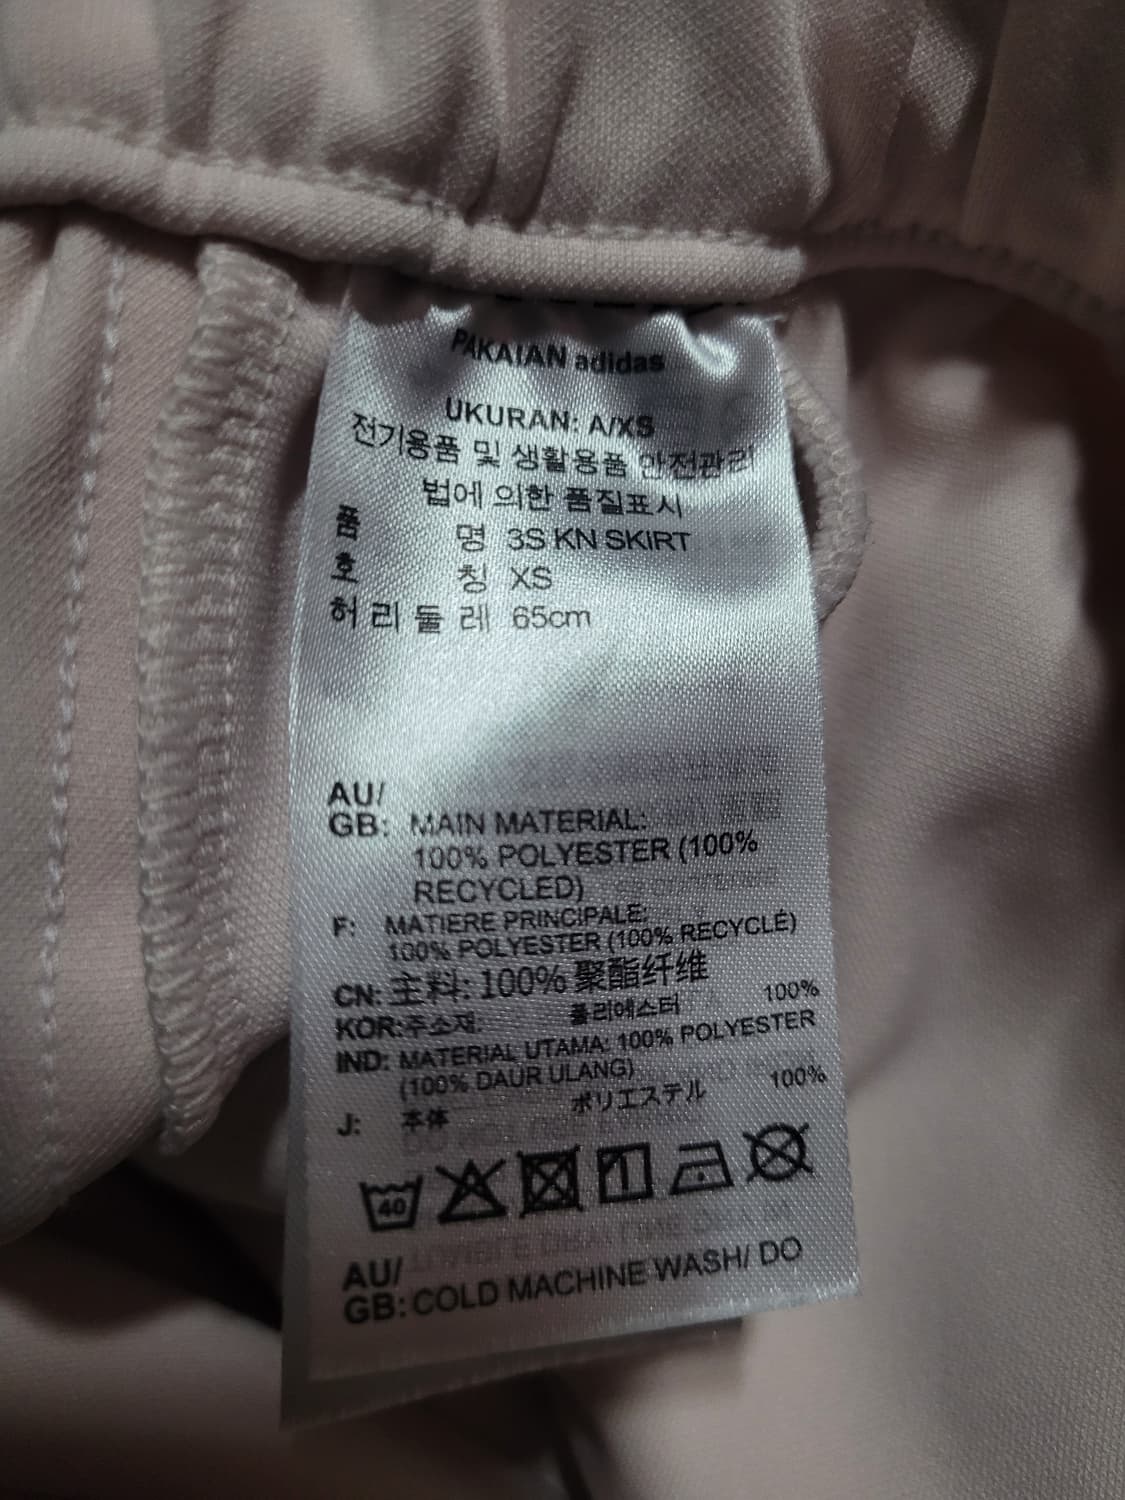 PAKAIAN adidas
UKURAN: A/XS
전기용품 및 생활용품 안전관리
법에 의한 품질표시
품 명 3S KN SKIRT
호 칭 XS
허 리 둘 레 65cm
AU/
GB: MAIN MATERIAL:
100% POLYESTER (100%
RECYCLED)
F: MATIERE PRINCIPALE:
100% POLYESTER (100% RECYCLÉ)
CN: 主料: 100% 聚酯纤维
KOR:주소재: 폴리에스터 100%
IND: MATERIAL UTAMA: 100% POLYESTER
(100% DAUR ULANG)
J: 本体 ポリエステル 100%
40
AU/
GB: COLD MACHINE WASH/ DO